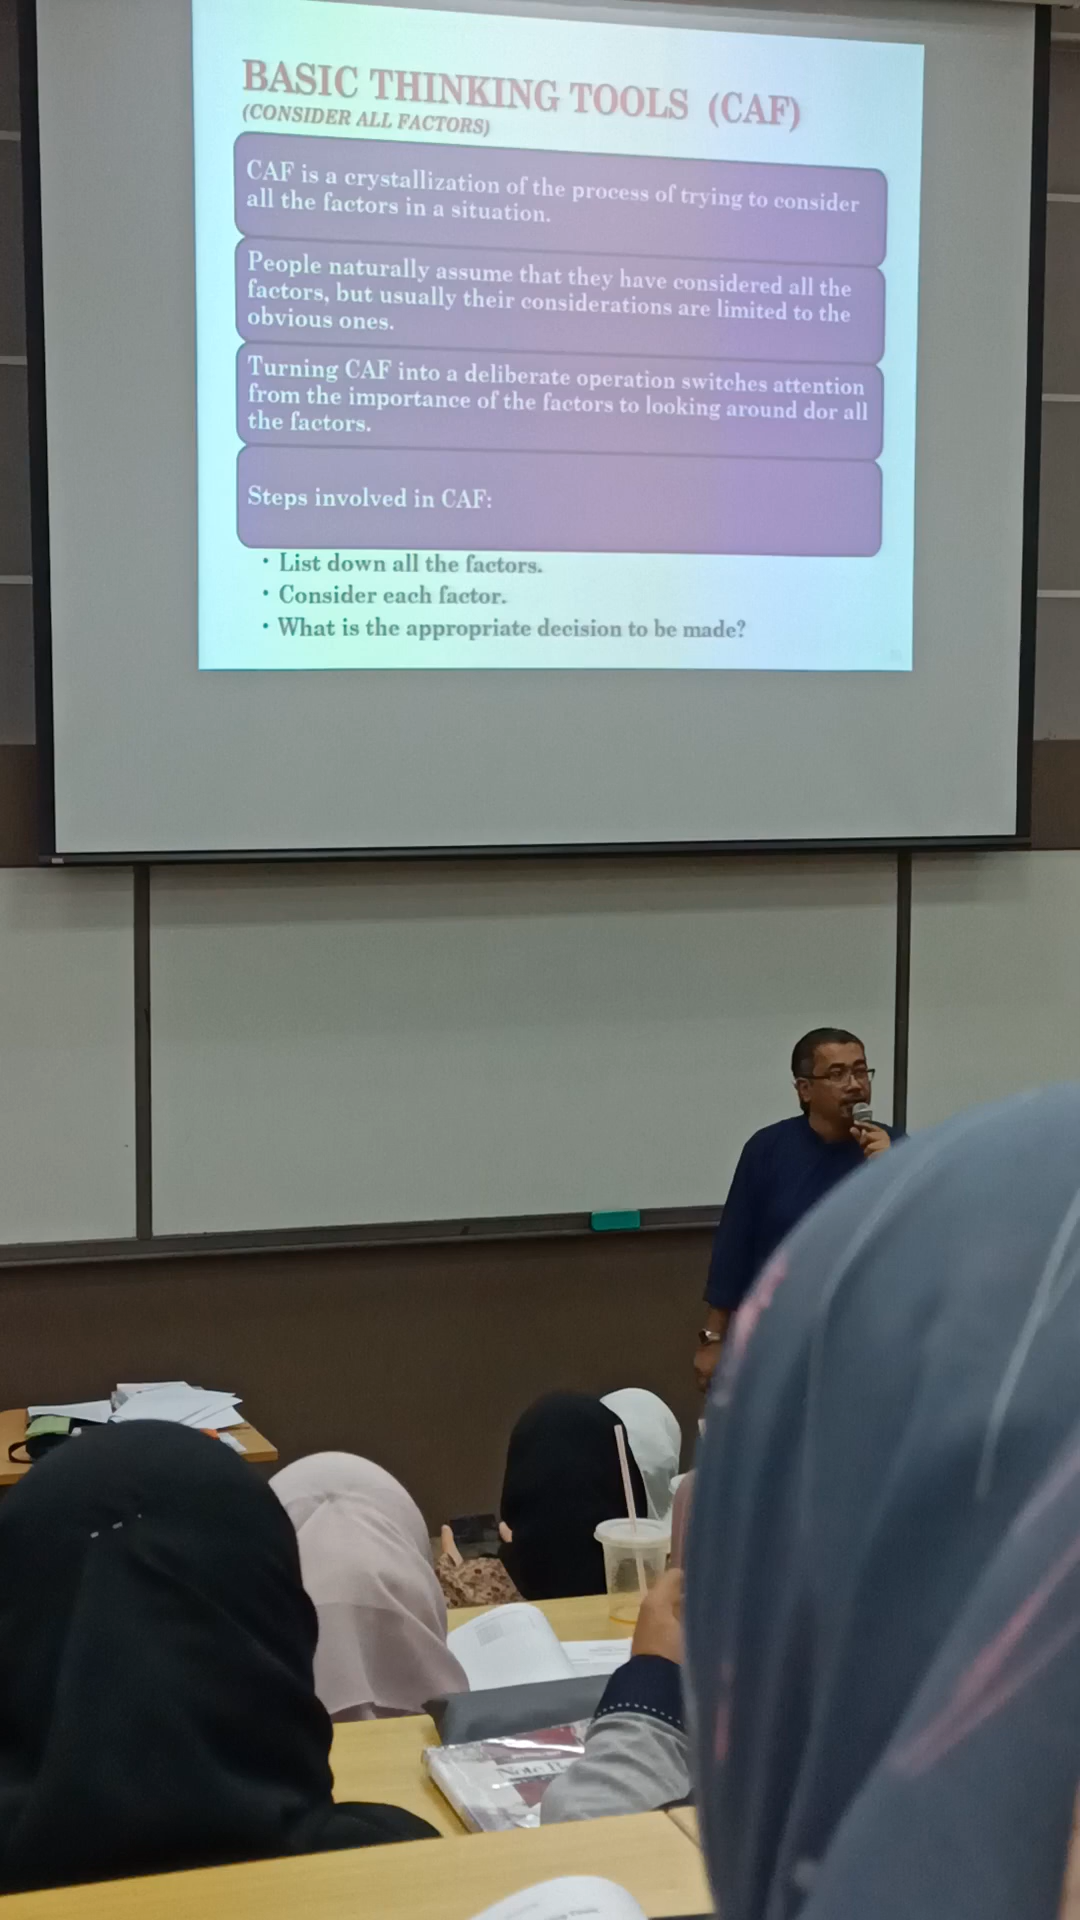 BASIC THINKING TOOLS (CAF)
(CONSIDER ALL FACTORS)
CAF is a crystallization of the process of trying to consider
all the factors in a situation.
People naturally assume that they have considered all the
factors, but usually their considerations are limited to the
obvious ones.
Turning CAF into a deliberate operation switches attention
from the importance of the factors to looking around dor all
the factors.
Steps involved in CAF:
• List down all the factors.
• Consider each factor.
• What is the appropriate decision to be made?
Note